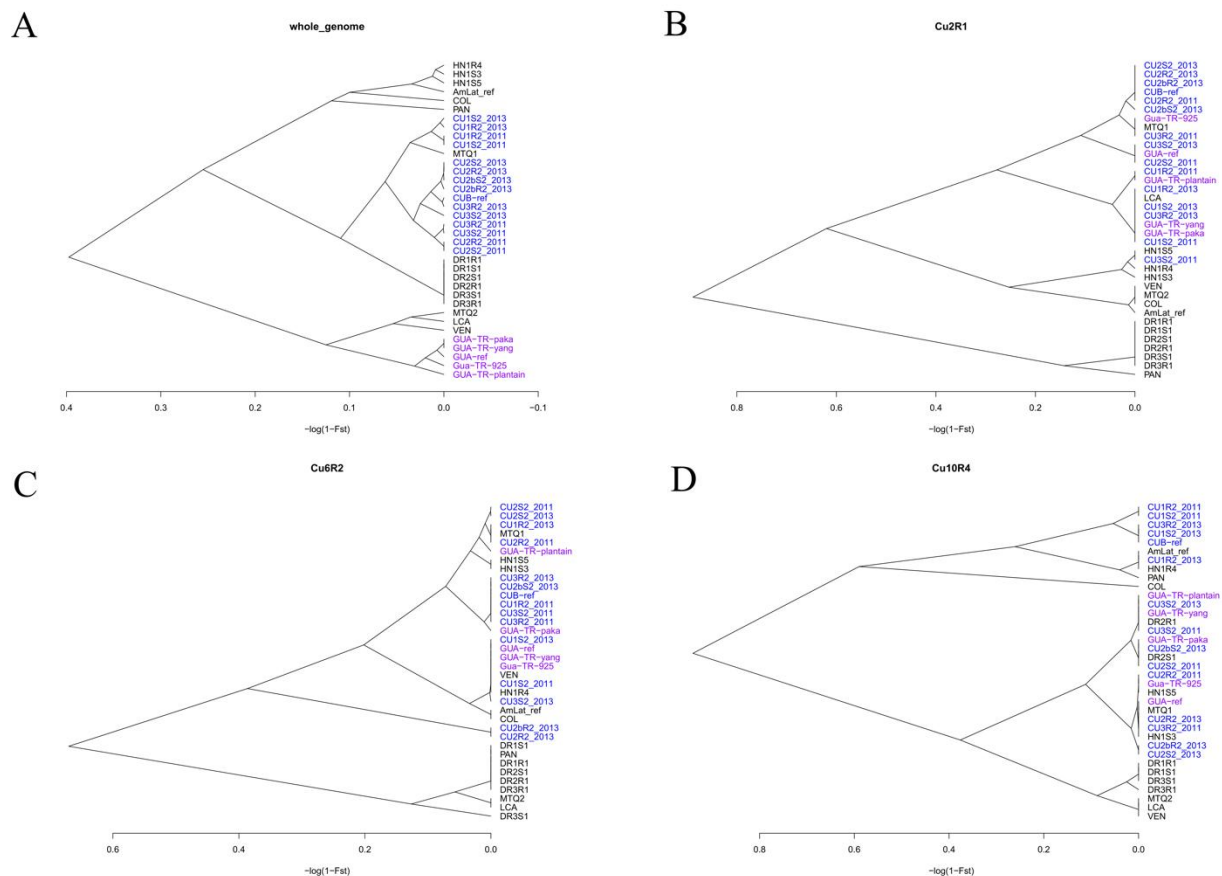 A
whole_genome
HN1R4
HN1S3
HN1S5
AmLat_ref
COL
PAN
CU1S2_2013
CU1R2_2013
CU1R2_2011
CU1S2_2011
MTQ1
CU2S2_2013
CU2R2_2013
CU2bS2_2013
CU2bR2_2013
CUB-ref
CU3R2_2013
CU3S2_2013
CU3R2_2011
CU3S2_2011
CU2R2_2011
CU2S2_2011
DR1R1
DR1S1
DR2S1
DR2R1
DR3S1
DR3R1
MTQ2
LCA
VEN
GUA-TR-paka
GUA-TR-yang
GUA-ref
Gua-TR-925
GUA-TR-plantain
0.4 0.3 0.2 0.1 0.0 −0.1
−log(1−Fst)
B
Cu2R1
CU2S2_2013
CU2R2_2013
CU2bR2_2013
CUB-ref
CU2R2_2011
CU2bS2_2013
Gua-TR-925
MTQ1
CU3R2_2011
CU3S2_2013
GUA-ref
CU2S2_2011
CU1R2_2011
GUA-TR-plantain
CU1R2_2013
LCA
CU1S2_2013
CU3R2_2013
GUA-TR-yang
GUA-TR-paka
CU1S2_2011
HN1S5
CU3S2_2011
HN1R4
HN1S3
VEN
MTQ2
COL
AmLat_ref
DR1R1
DR1S1
DR2S1
DR2R1
DR3S1
DR3R1
PAN
0.8 0.6 0.4 0.2 0.0
−log(1−Fst)
C
Cu6R2
CU2S2_2011
CU2S2_2013
CU1R2_2013
MTQ1
CU2R2_2011
GUA-TR-plantain
HN1S5
HN1S3
CU3R2_2013
CU2bS2_2013
CUB-ref
CU1R2_2011
CU3S2_2011
CU3R2_2011
GUA-TR-paka
CU1S2_2013
GUA-ref
GUA-TR-yang
Gua-TR-925
VEN
CU1S2_2011
HN1R4
CU3S2_2013
AmLat_ref
COL
CU2bR2_2013
CU2R2_2013
DR1S1
PAN
DR1R1
DR2S1
DR2R1
DR3R1
MTQ2
LCA
DR3S1
0.6 0.4 0.2 0.0
−log(1−Fst)
D
Cu10R4
CU1R2_2011
CU1S2_2011
CU3R2_2013
CU1S2_2013
CUB-ref
AmLat_ref
CU1R2_2013
HN1R4
PAN
COL
GUA-TR-plantain
CU3S2_2013
GUA-TR-yang
DR2R1
CU3S2_2011
GUA-TR-paka
CU2bS2_2013
DR2S1
CU2S2_2011
CU2R2_2011
Gua-TR-925
HN1S5
GUA-ref
MTQ1
CU2R2_2013
CU3R2_2011
HN1S3
CU2bR2_2013
CU2S2_2013
DR1R1
DR1S1
DR3S1
DR3R1
MTQ2
LCA
VEN
0.8 0.6 0.4 0.2 0.0
−log(1−Fst)